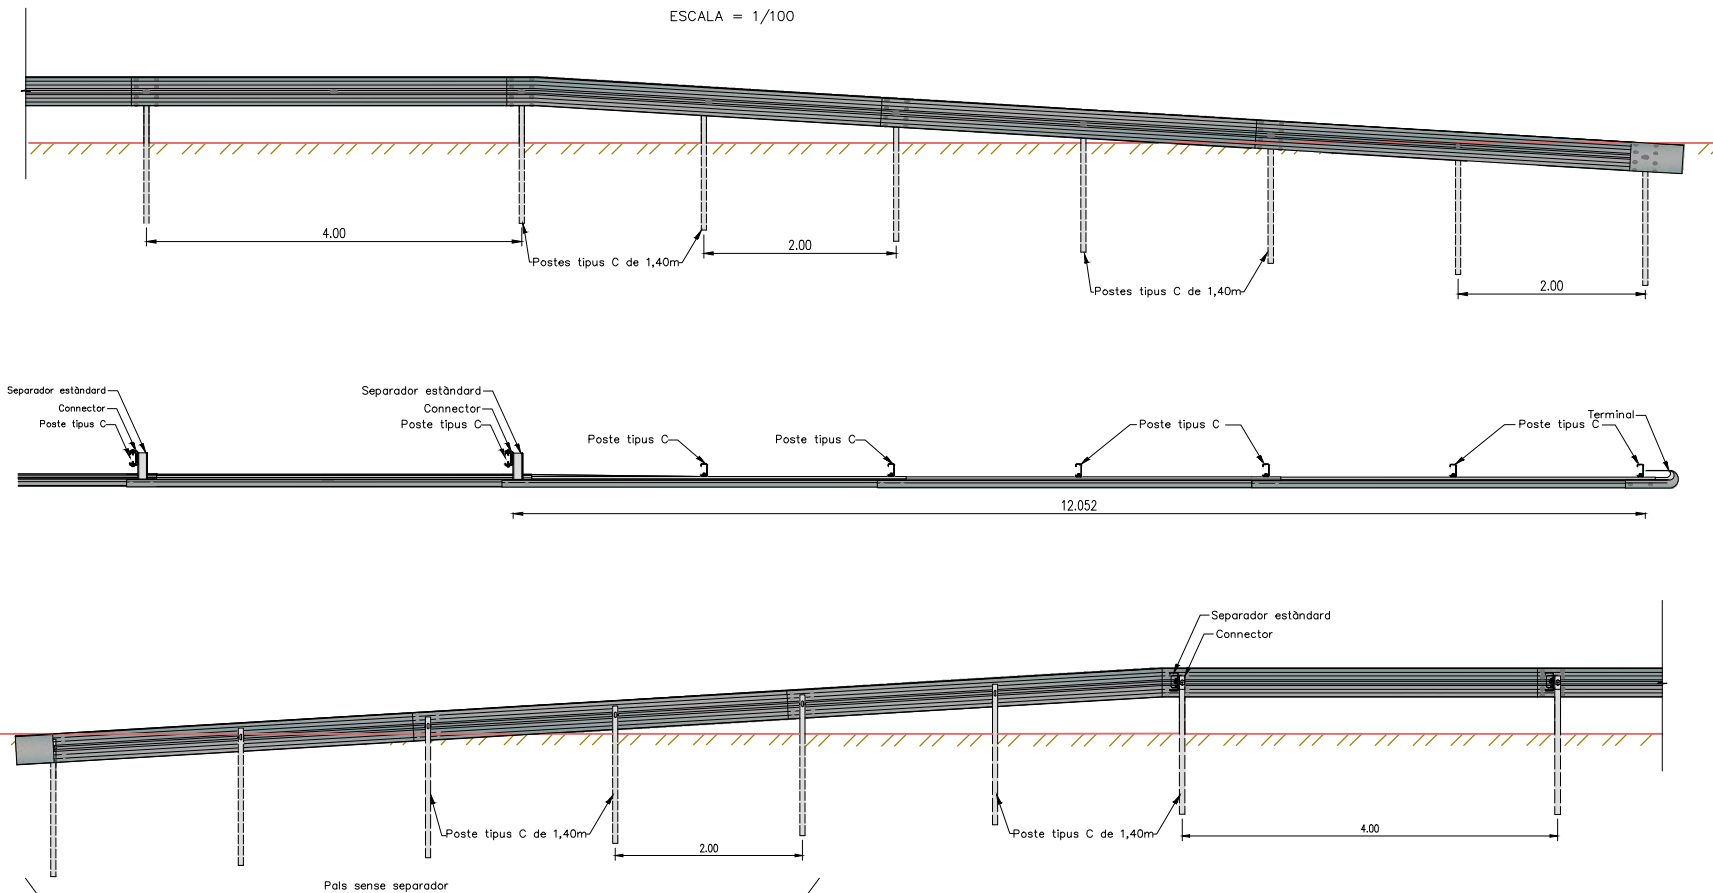 ESCALA = 1/100
4.00
Postes tipus C de 1,40m
2.00
Postes tipus C de 1,40m
2.00
Separador estàndard
Connector
Poste tipus C
Separador estàndard
Connector
Poste tipus C
Poste tipus C
Poste tipus C
Poste tipus C
Terminal
Poste tipus C
12.052
Separador estàndard
Connector
Poste tipus C de 1,40m
2.00
Poste tipus C de 1,40m
4.00
Pals sense separador